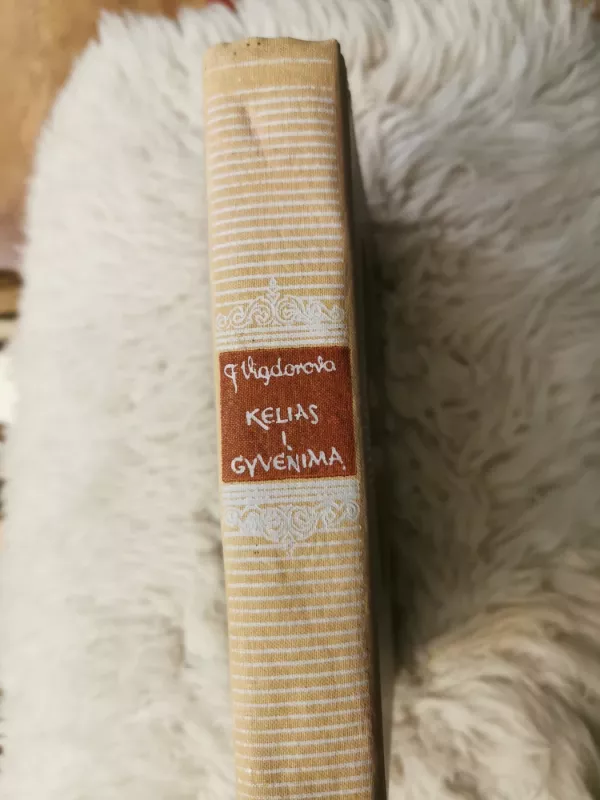 F Vigdorova
KELIAS
Į
GYVENIMĄ